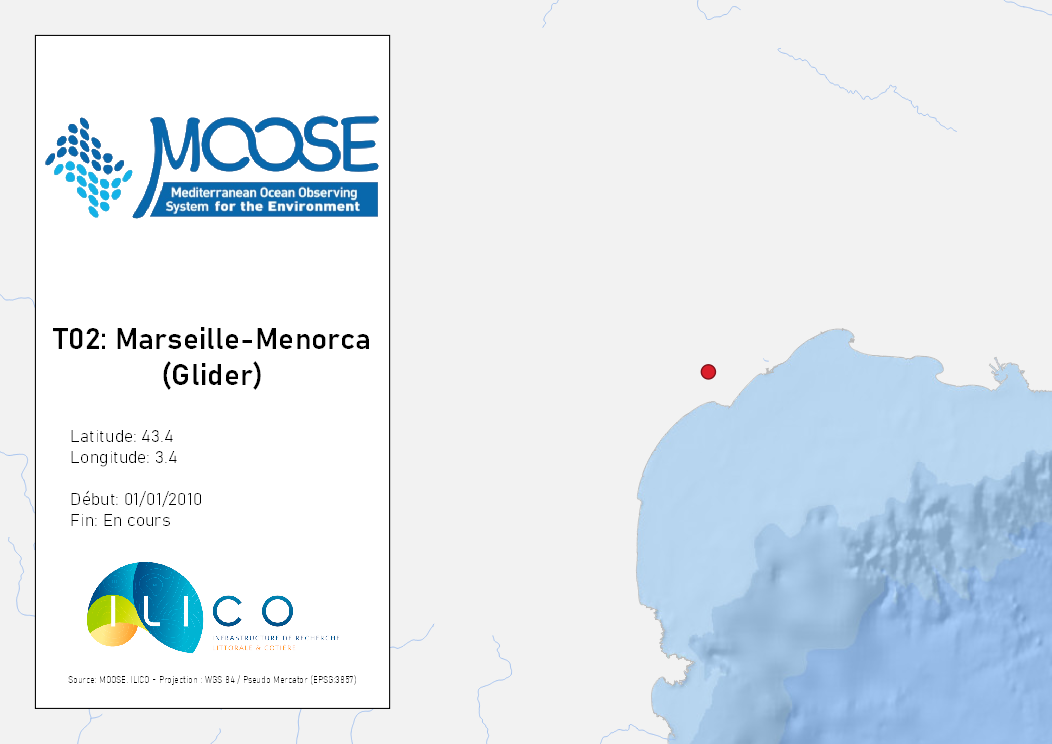 MOOSE
Mediterranean Ocean Observing
System for the Environment
T02: Marseille-Menorca
(Glider)
Latitude: 43.4
Longitude: 3.4
Début: 01/01/2010
Fin: En cours
ILICO
INFRASTRUCTURE DE RECHERCHE
LITTORALE & CÔTIÈRE
Source: MOOSE, ILICO - Projection : WGS 84 / Pseudo Mercator (EPSG:3857)